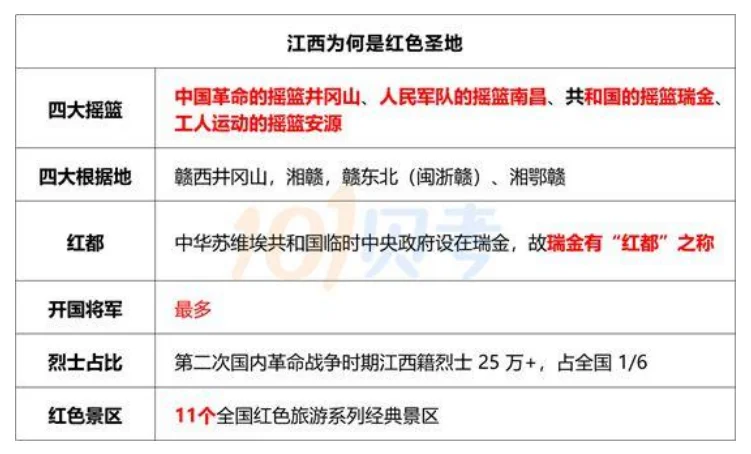 江西为何是红色圣地
四大摇篮
中国革命的摇篮井冈山、人民军队的摇篮南昌、共和国的摇篮瑞金、
工人运动的摇篮安源
四大根据地
赣西井冈山，湘赣，赣东北（闽浙赣）、湘鄂赣
红都
中华苏维埃共和国临时中央政府设在瑞金，故瑞金有“红都”之称
开国将军
最多
烈士占比
第二次国内革命战争时期江西籍烈士 25 万+，占全国 1/6
红色景区
11个全国红色旅游系列经典景区
101贝考